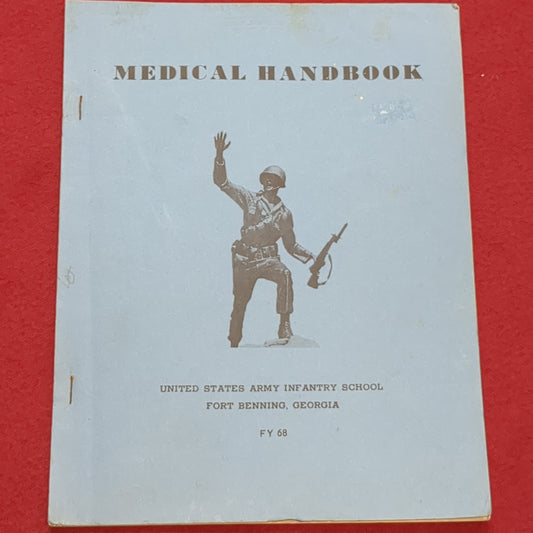 MEDICAL HANDBOOK
UNITED STATES ARMY INFANTRY SCHOOL
FORT BENNING, GEORGIA
FY 68